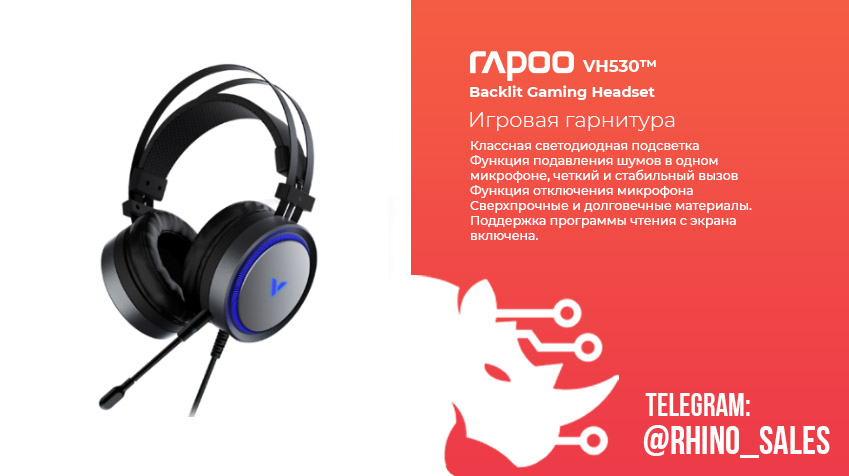 rapoo VH530™
Backlit Gaming Headset
Игровая гарнитура
Классная светодиодная подсветка
Функция подавления шумов в одном
микрофоне, четкий и стабильный вызов
Функция отключения микрофона
Сверхпрочные и долговечные материалы.
Поддержка программы чтения с экрана
включена.
TELEGRAM:
@RHINO_SALES